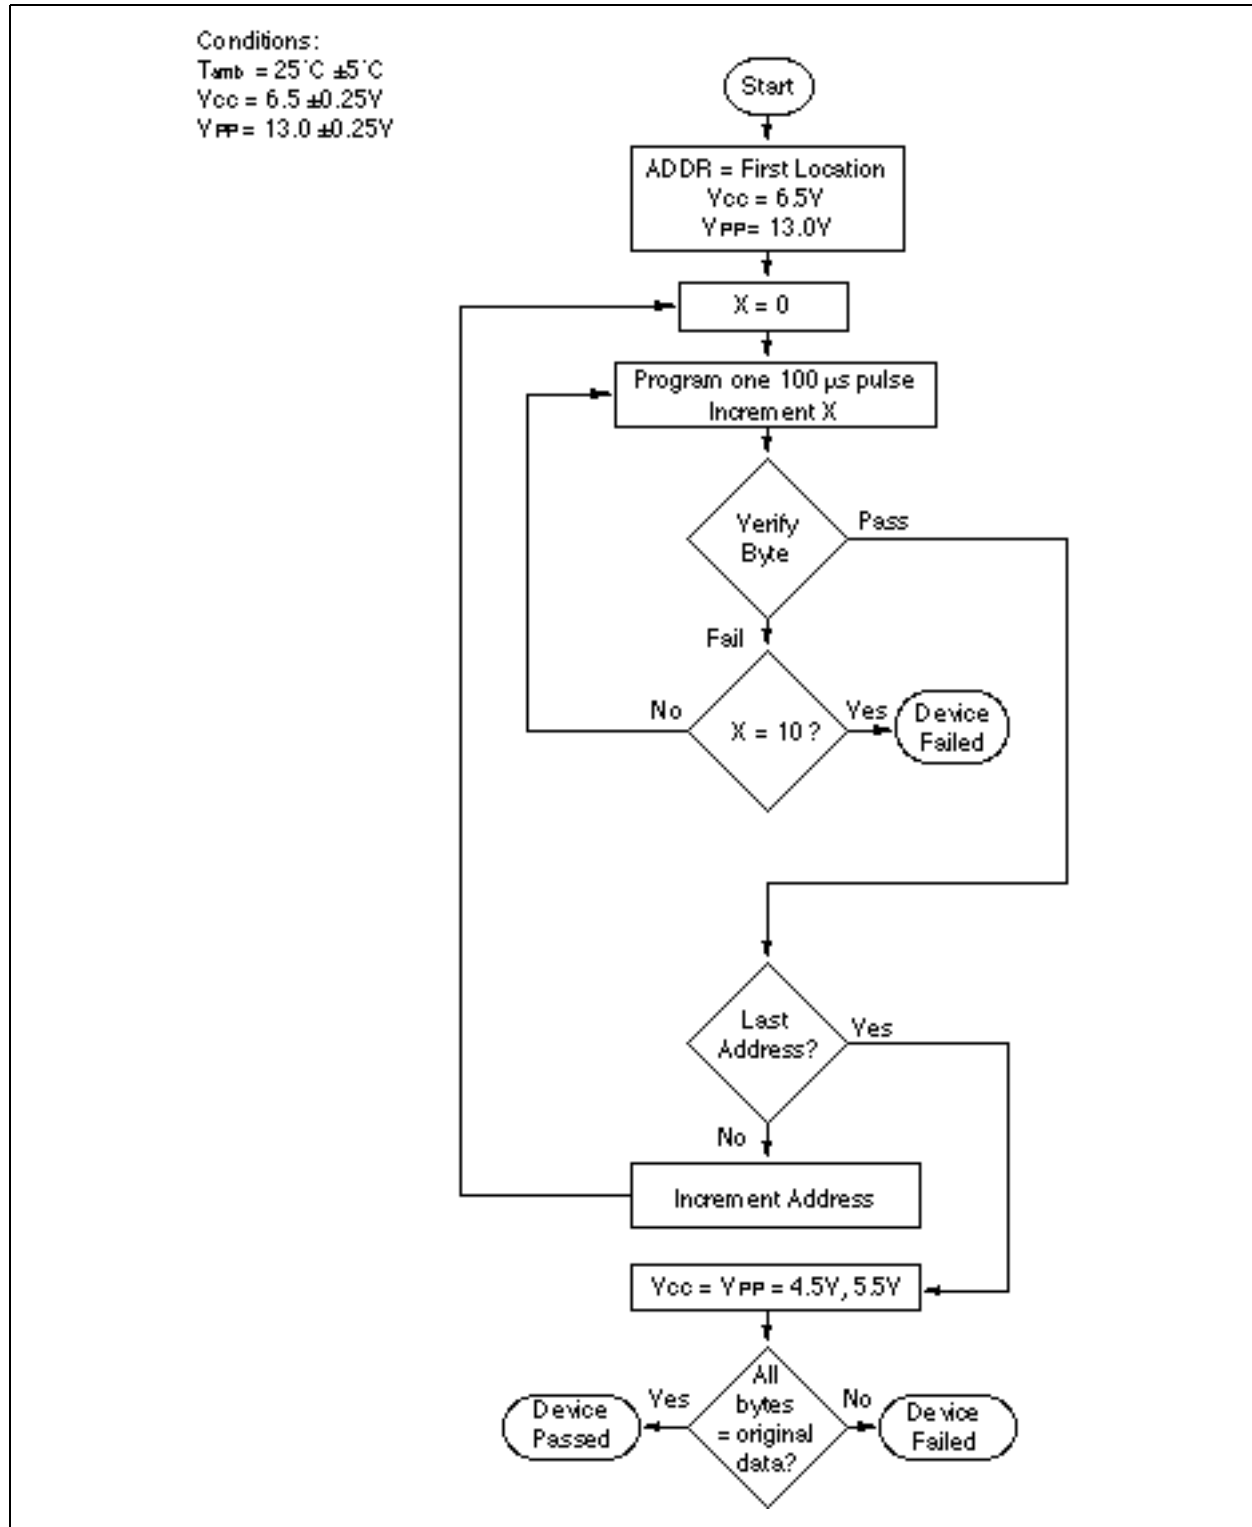 Conditions:
Tamb = 25˚C ±5˚C
Vcc = 6.5 ±0.25V
VPP = 13.0 ±0.25V
Start
ADDR = First Location
Vcc = 6.5V
VPP = 13.0V
X = 0
Program one 100 µs pulse
Increment X
Verify
Byte
Pass
Fail
No
X = 10 ?
Yes
Device
Failed
Last
Address?
Yes
No
Increment Address
Vcc = VPP = 4.5V, 5.5V
Device
Passed
Yes
All
bytes
= original
data?
No
Device
Failed